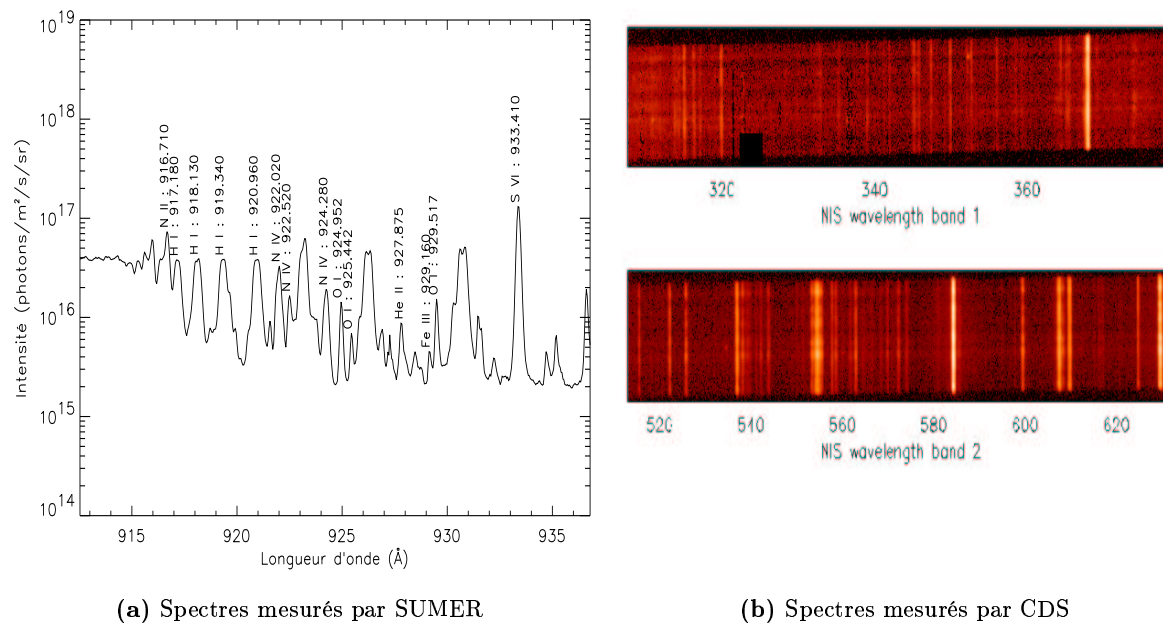 10^19
10^18
10^17
10^16
10^15
10^14
Intensité (photons/m²/s/sr)
N II : 916.710
H I : 917.180
H I : 918.130
H I : 919.340
H I : 920.960
N IV : 922.020
N IV : 922.520
N IV : 924.280
O I : 924.952
O I : 925.442
He II : 927.875
Fe III : 929.160
O I : 929.517
S VI : 933.410
915 920 925 930 935
Longueur d'onde (Å)
(a) Spectres mesurés par SUMER
320 340 360
NIS wavelength band 1
520 540 560 580 600 620
NIS wavelength band 2
(b) Spectres mesurés par CDS